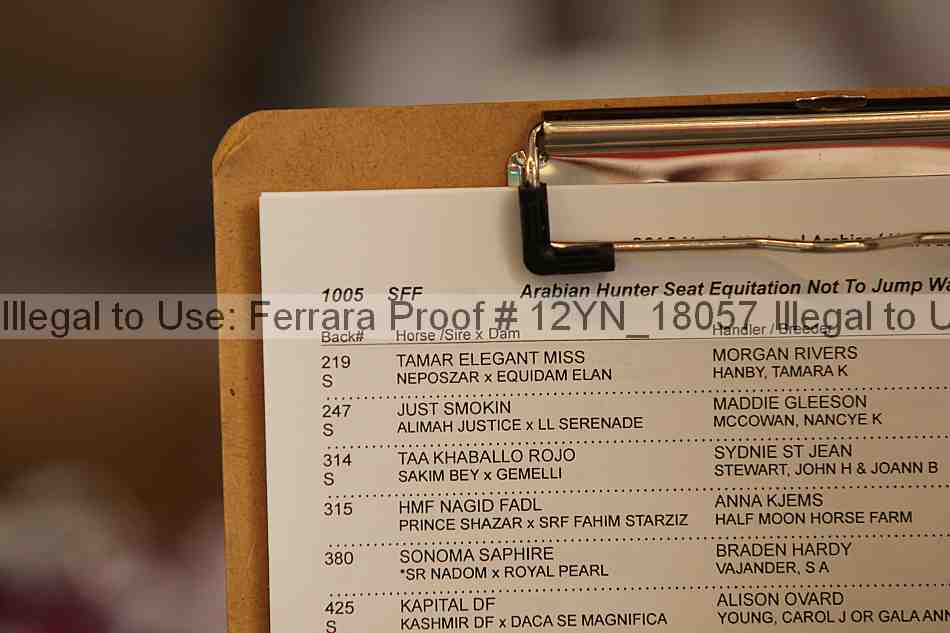 1005 SFF Arabian Hunter Seat Equitation Not To Jump
Illegal to Use: Ferrara Proof # 12YN_18057 Illegal to
Back# Horse /Sire x Dam Handler / Breeder
219 TAMAR ELEGANT MISS MORGAN RIVERS
S NEPOSZAR x EQUIDAM ELAN HANBY, TAMARA K
247 JUST SMOKIN MADDIE GLEESON
S ALIMAH JUSTICE x LL SERENADE MCCOWAN, NANCYE K
314 TAA KHABALLO ROJO SYDNIE ST JEAN
S SAKIM BEY x GEMELLI STEWART, JOHN H & JOANN B
315 HMF NAGID FADL ANNA KJEMS
PRINCE SHAZAR x SRF FAHIM STARZIZ HALF MOON HORSE FARM
380 SONOMA SAPHIRE BRADEN HARDY
*SR NADOM x ROYAL PEARL VAJANDER, S A
425 KAPITAL DF ALISON OVARD
S KASHMIR DF x DACA SE MAGNIFICA YOUNG, CAROL J OR GALA ANN